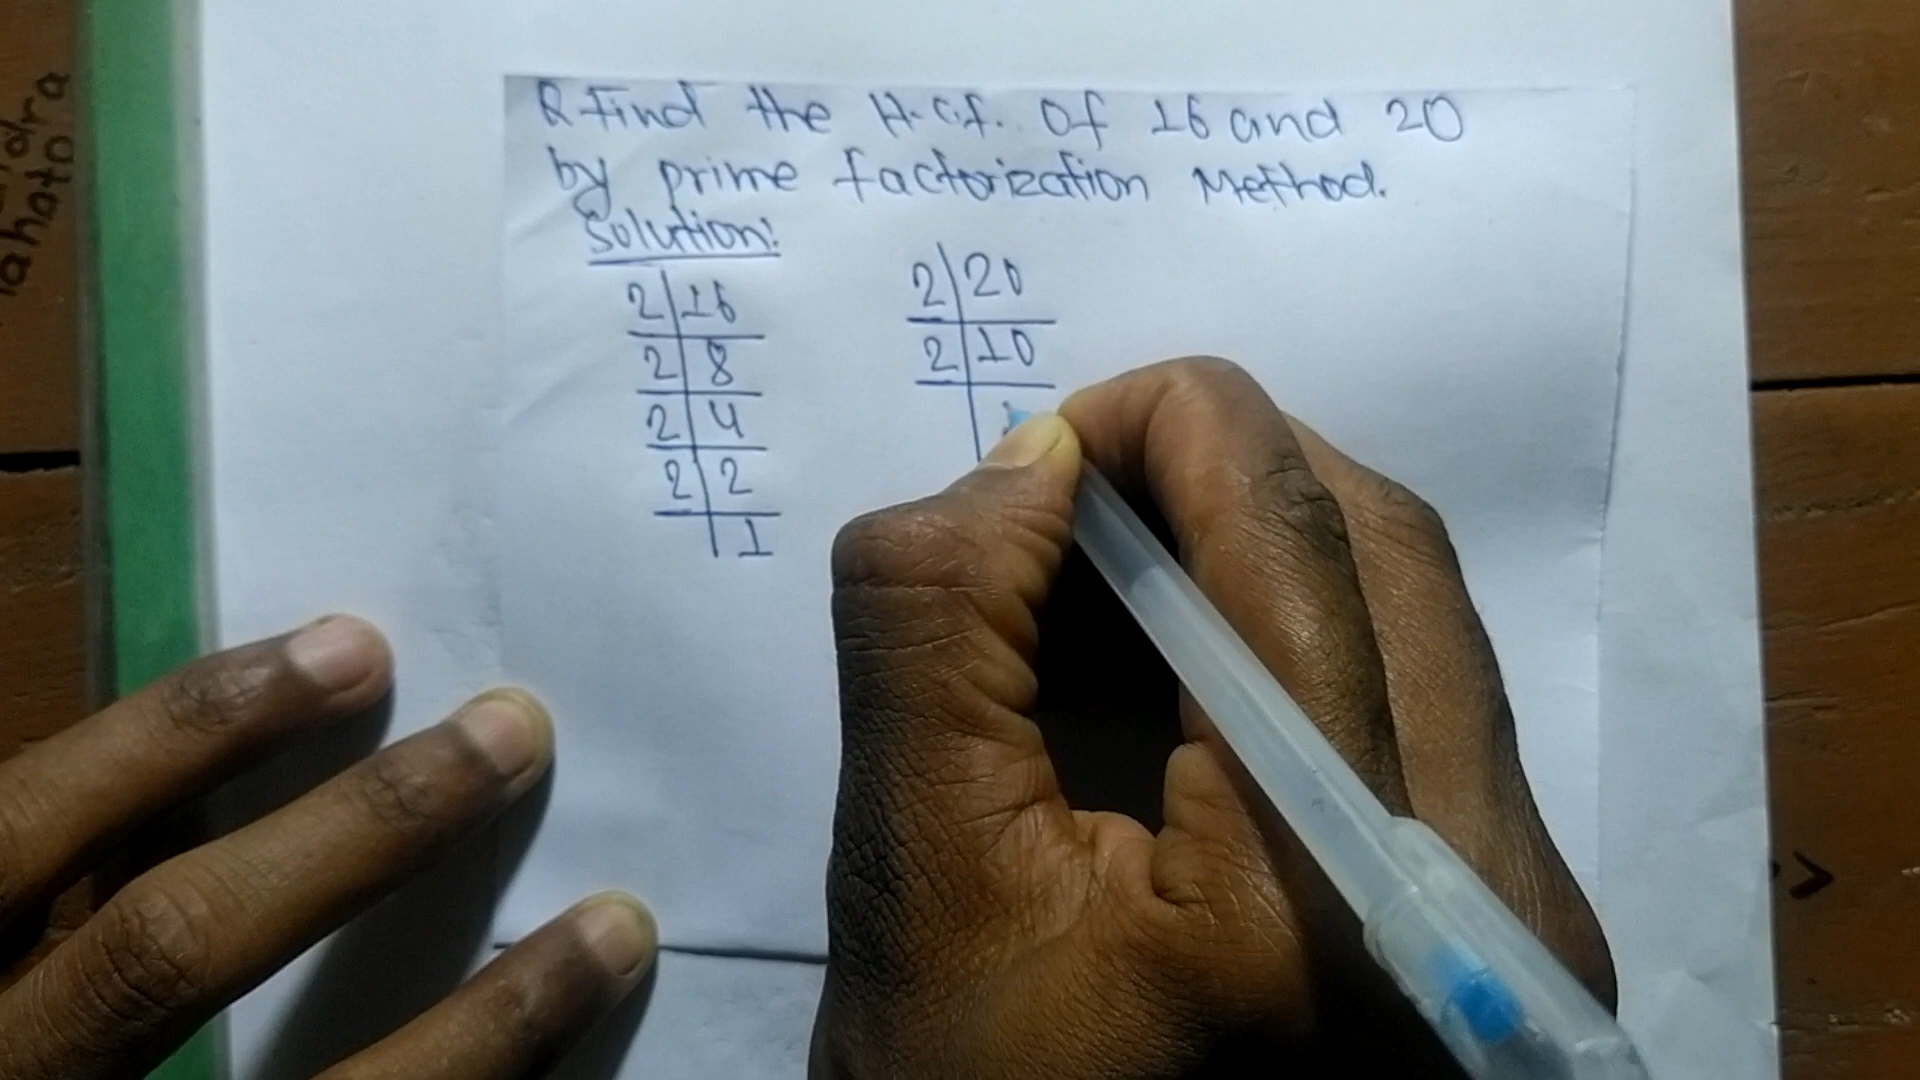 Q Find the H.C.f. of 16 and 20
by prime factorization Method.
Solution:
2 16
2 8
2 4
2 2
1
2 20
2 10
ahato